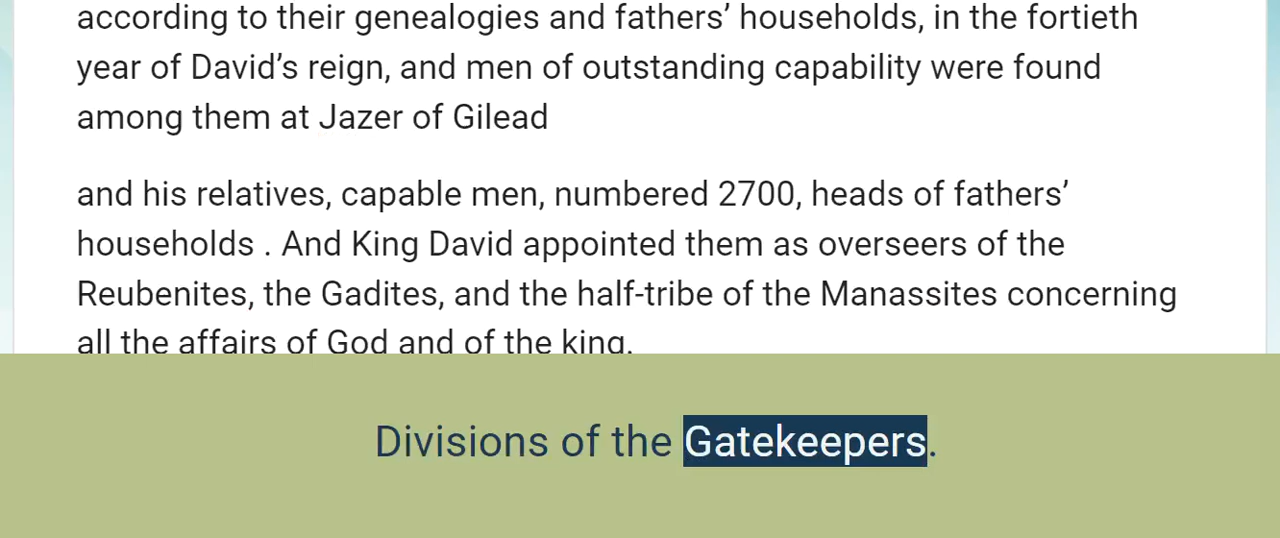 according to their genealogies and fathers’ households, in the fortieth
year of David’s reign, and men of outstanding capability were found
among them at Jazer of Gilead
and his relatives, capable men, numbered 2700, heads of fathers’
households . And King David appointed them as overseers of the
Reubenites, the Gadites, and the half-tribe of the Manassites concerning
all the affairs of God and of the king.
Divisions of the Gatekeepers.